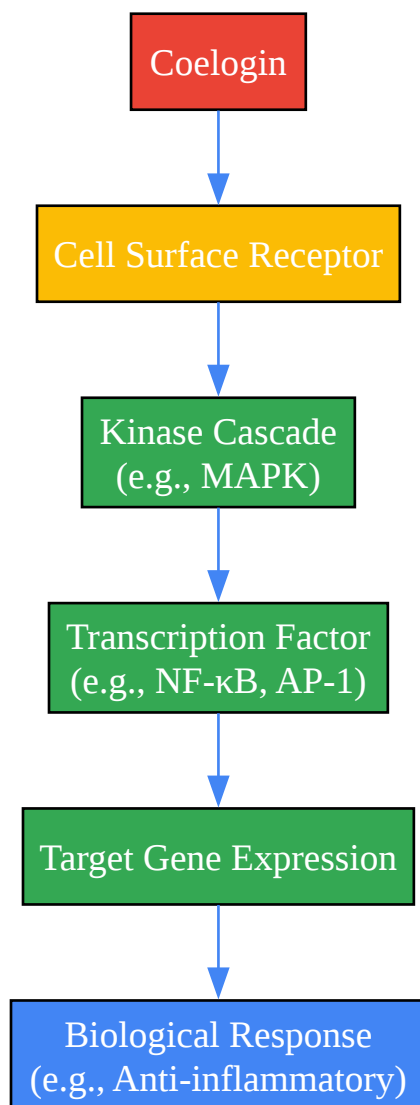 Coelogin
Cell Surface Receptor
Kinase Cascade
(e.g., MAPK)
Transcription Factor
(e.g., NF-κB, AP-1)
Target Gene Expression
Biological Response
(e.g., Anti-inflammatory)